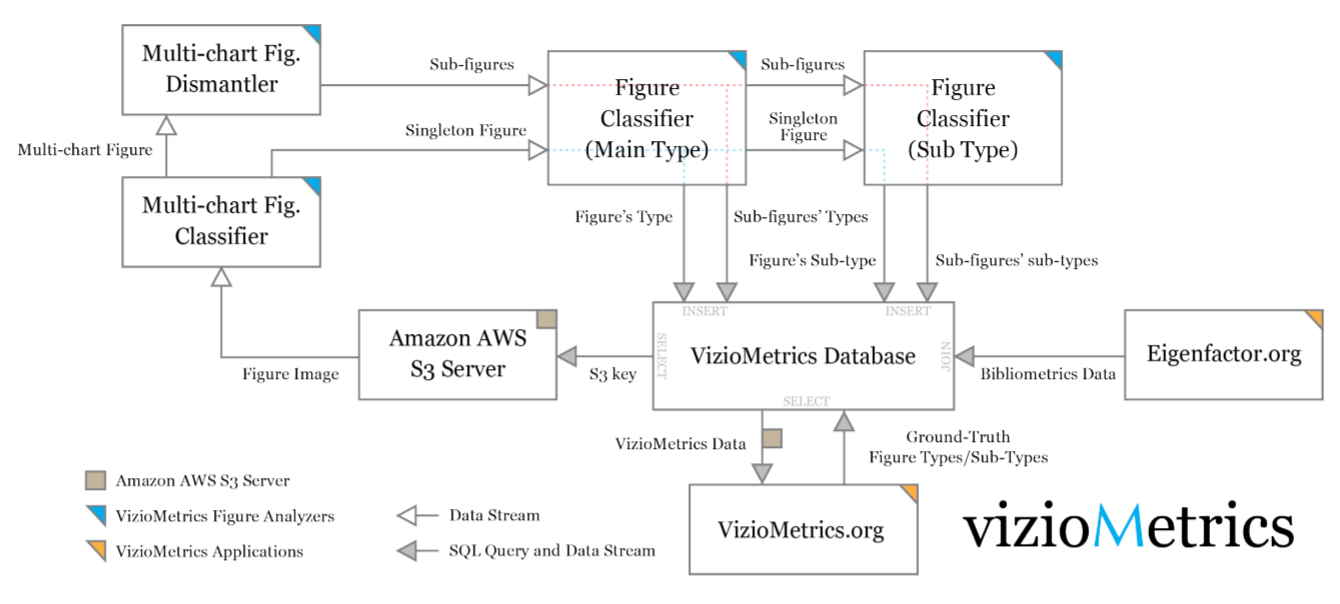 Multi-chart Fig.
Dismantler
Sub-figures
Figure
Classifier
(Main Type)
Sub-figures
Figure
Classifier
(Sub Type)
Singleton Figure
Singleton
Figure
Multi-chart Figure
Multi-chart Fig.
Classifier
Figure's Type
Sub-figures' Types
Figure's Sub-type
Sub-figures' sub-types
INSERT
INSERT
Amazon AWS
S3 Server
SELECT
VizioMetrics Database
JOIN
Eigenfactor.org
Figure Image
S3 key
Bibliometrics Data
SELECT
VizioMetrics Data
Ground-Truth
Figure Types/Sub-Types
Amazon AWS S3 Server
VizioMetrics Figure Analyzers
VizioMetrics Applications
Data Stream
SQL Query and Data Stream
VizioMetrics.org
vizioMetrics